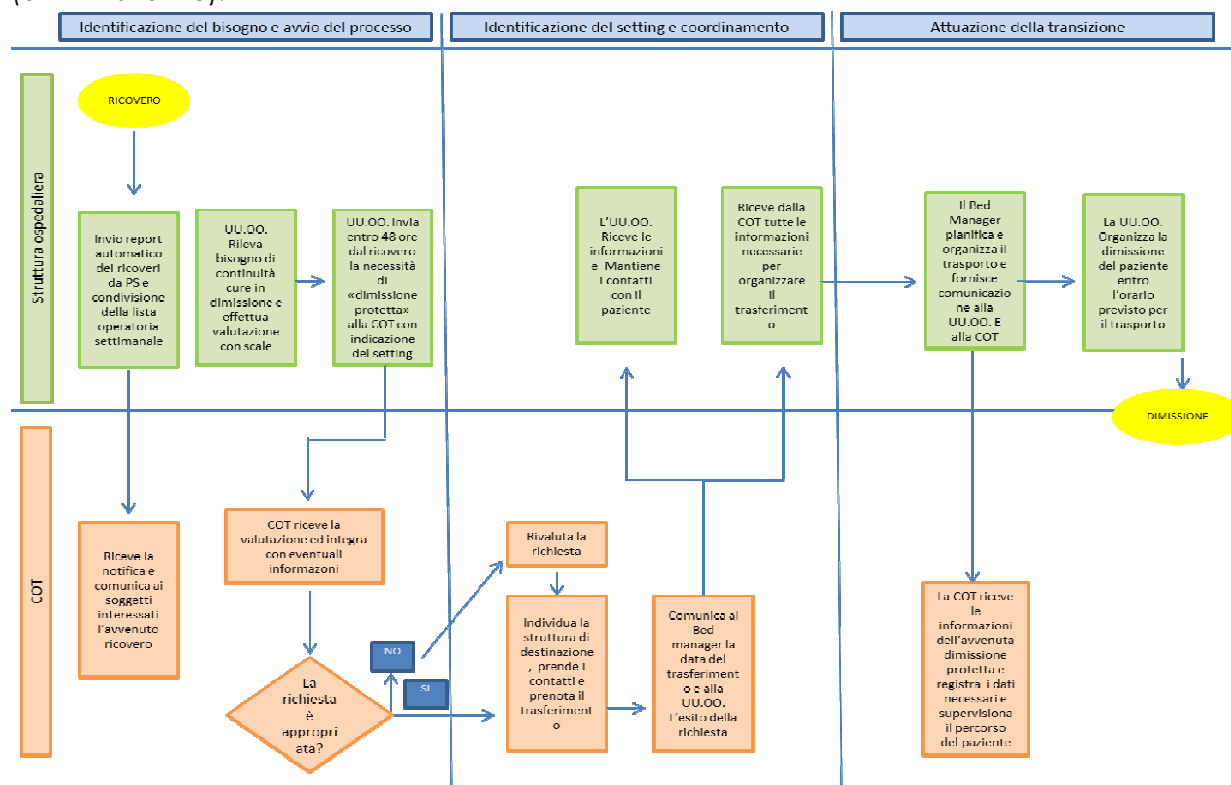 Identificazione del bisogno e avvio del processo
Identificazione del setting e coordinamento
Attuazione della transizione
Struttura ospedaliera
RICOVERO
Invio report
automatico
dei ricoveri
da PS e
condivisione
della lista
operatoria
settimanale
UU.OO.
Rileva
bisogno di
continuità
cure in
dimissione e
effettua
valutazione
con scale
UU.OO. Invia
entro 48 ore
dal ricovero
la necessità
di
«dimissione
protetta»
alla COT con
indicazione
del setting
L'UU.OO.
Riceve le
informazioni
e Mantiene
i contatti
con il
paziente
Riceve dalla
COT tutte le
informazioni
necessarie
per
organizzare
il
trasferiment
o
Il Bed
Manager
planifica e
organizza il
trasporto e
fornisce
comunicazio
ne alla
UU.OO. E
alla COT
La UU.OO.
Organizza la
dimissione
del paziente
entro
l'orario
previsto per
il trasporto
DIMISSIONE
COT
Riceve la
notifica e
comunica ai
soggetti
interessati
l'avvenuto
ricovero
COT riceve la
valutazione ed integra
con eventuali
informazoni
La
richiesta
è
appropri
ata?
NO
SI
Rivaluta la
richiesta
Individua la
struttura di
destinazione
, prende i
contatti e
prenota il
trasferiment
o
Comunica al
Bed
manager la
data del
trasferiment
o e alla
UU.OO.
L'esito della
richiesta
La COT riceve
le
informazioni
dell'avvenuta
dimissione
protetta e
registra i dati
necessari e
supervisiona
il percorso
del paziente